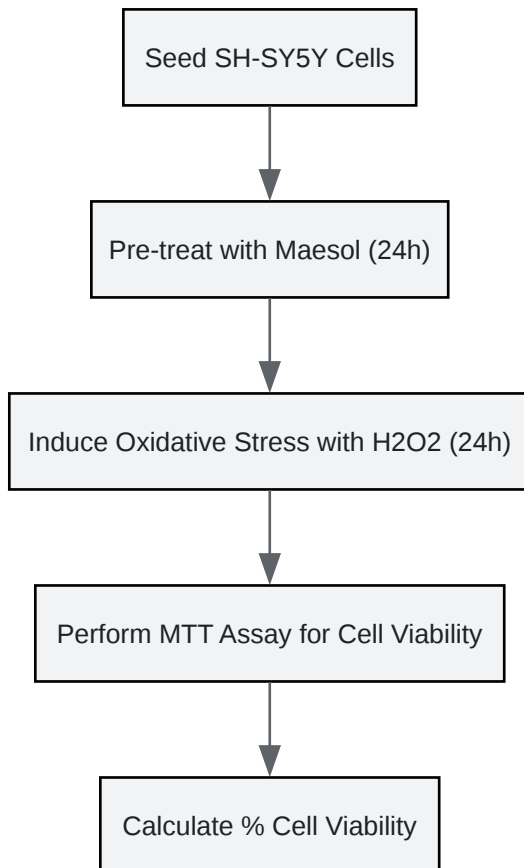 Seed SH-SY5Y Cells
Pre-treat with Maesol (24h)
Induce Oxidative Stress with H2O2 (24h)
Perform MTT Assay for Cell Viability
Calculate % Cell Viability